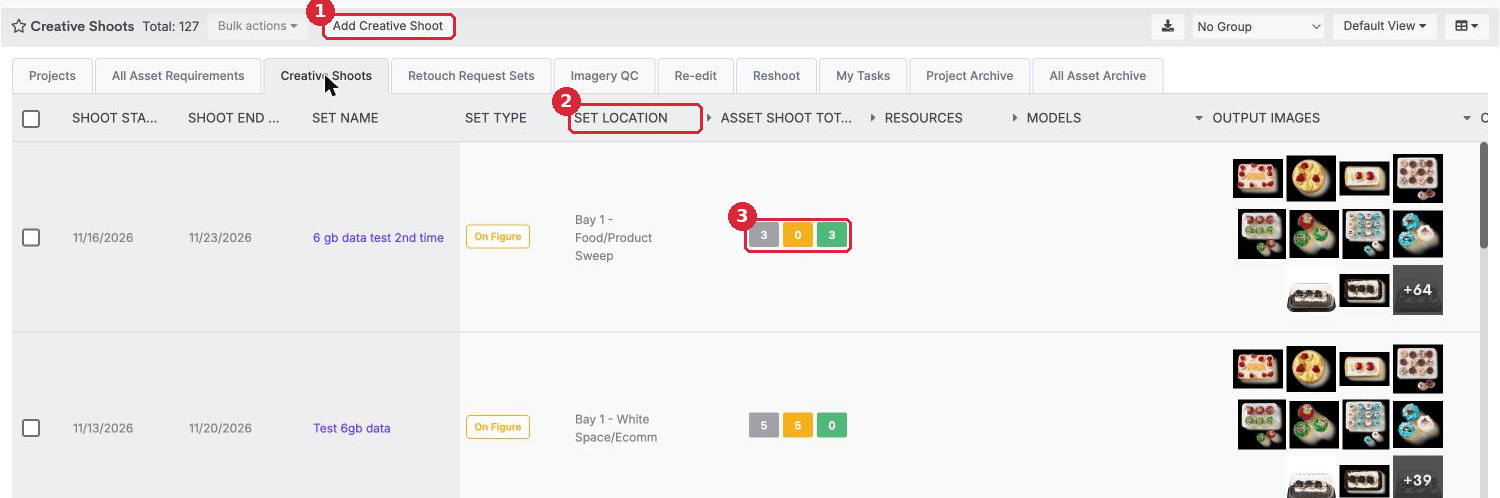 1
Creative Shoots Total: 127 Bulk actions Add Creative Shoot No Group Default View
Projects All Asset Requirements Creative Shoots Retouch Request Sets Imagery QC Re-edit Reshoot My Tasks Project Archive All Asset Archive
2
SHOOT STA... SHOOT END ... SET NAME SET TYPE SET LOCATION ASSET SHOOT TOT... RESOURCES MODELS OUTPUT IMAGES
3
11/16/2026 11/23/2026 6 gb data test 2nd time On Figure
Bay 1 -
Food/Product
Sweep
3 0 3
+64
11/13/2026 11/20/2026 Test 6gb data On Figure
Bay 1 - White
Space/Ecomm
5 5 0
+39